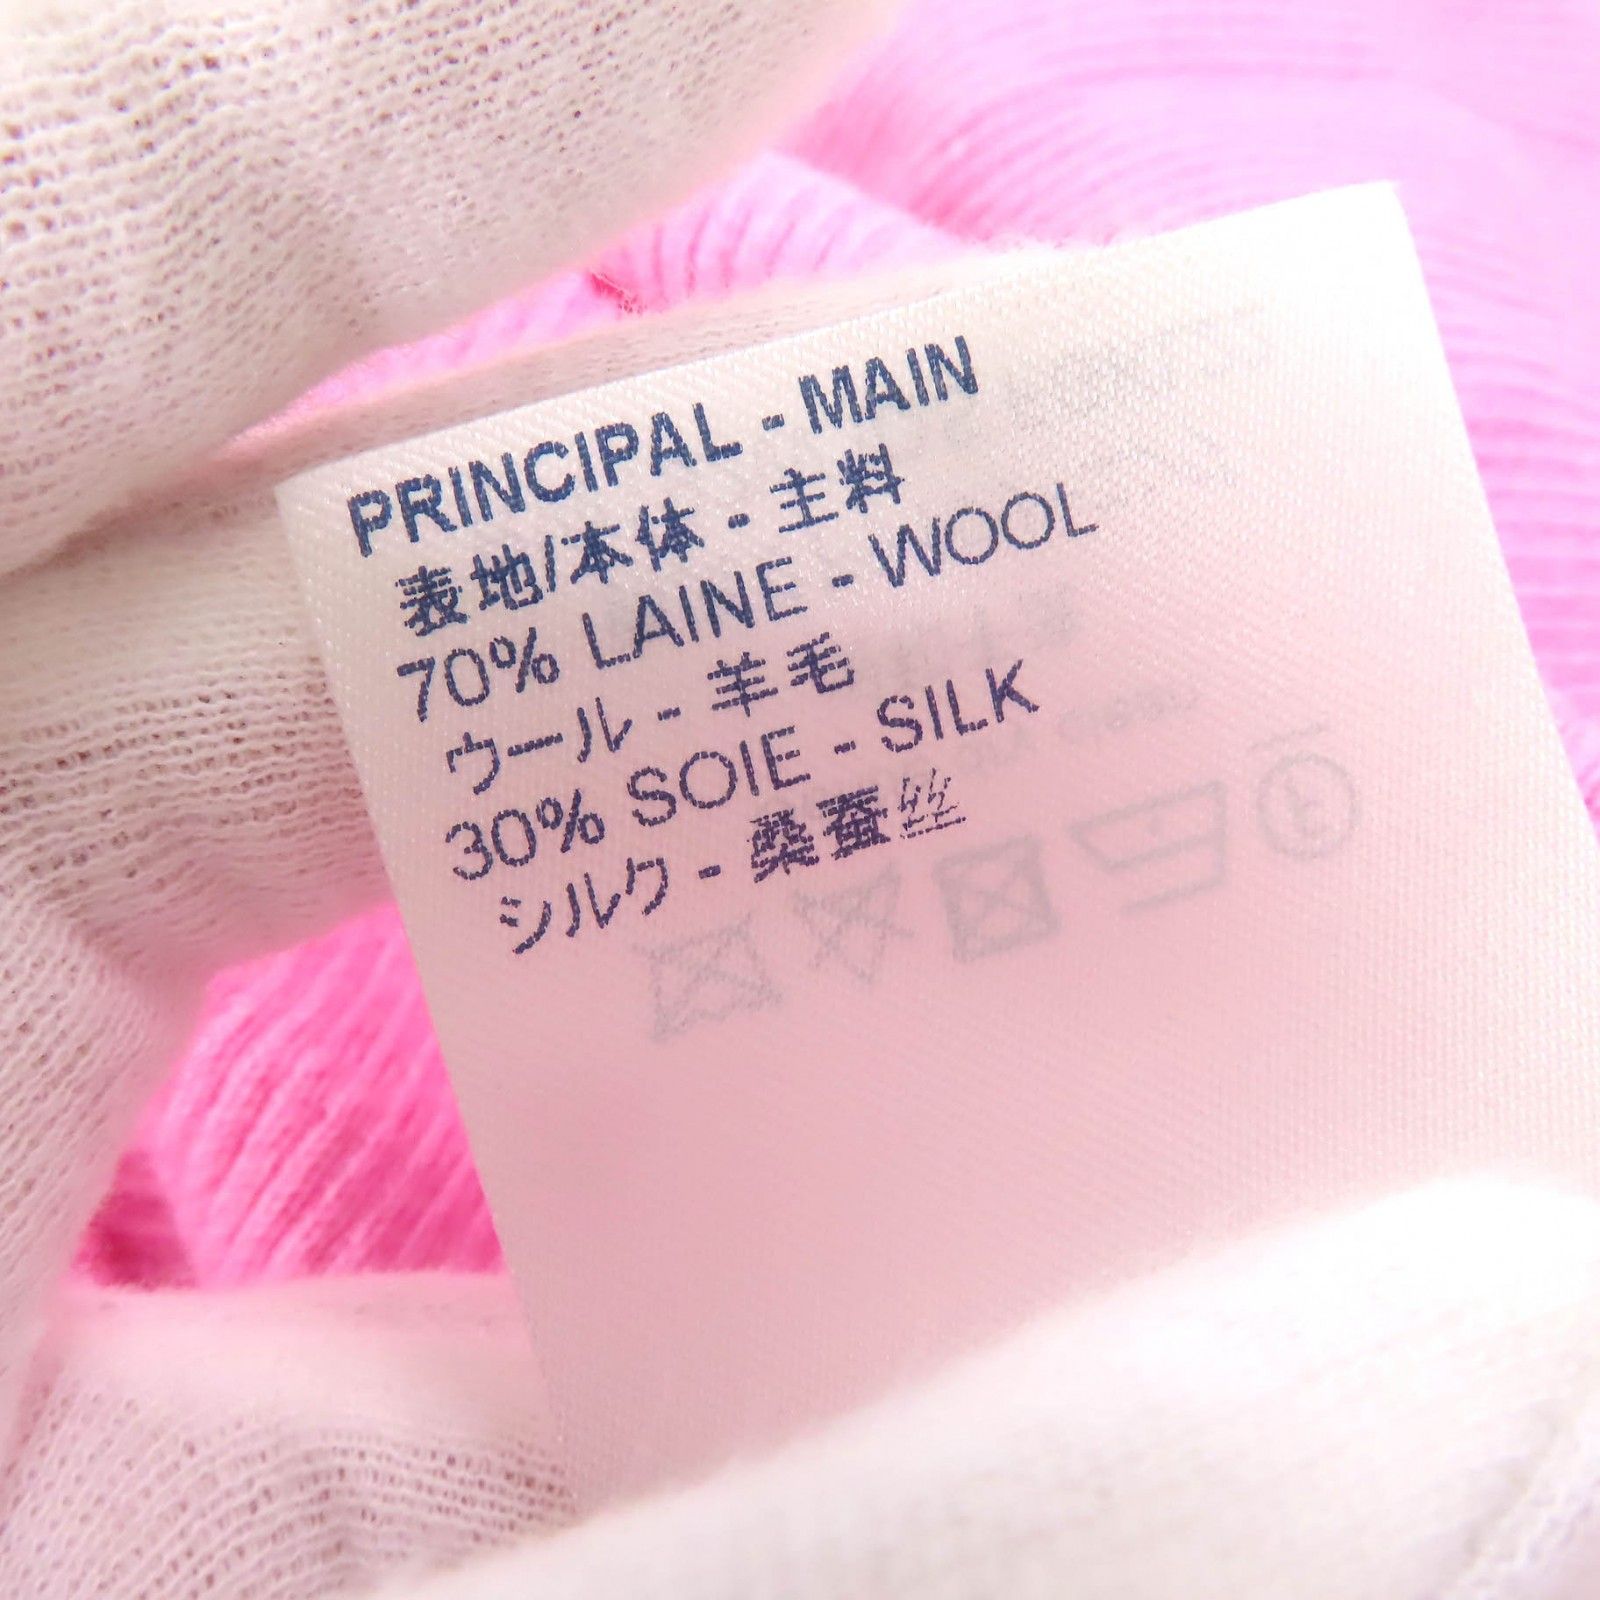 PRINCIPAL - MAIN
表地/本体 - 主料
70% LAINE - WOOL
ウール - 羊毛
30% SOIE - SILK
シルク - 桑蚕丝